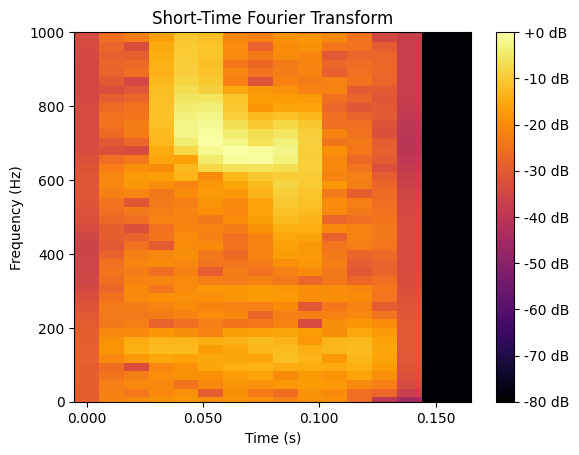 Short-Time Fourier Transform
1000
800
600
400
200
0
Frequency (Hz)
0.000
0.050
0.100
0.150
Time (s)
+0 dB
-10 dB
-20 dB
-30 dB
-40 dB
-50 dB
-60 dB
-70 dB
-80 dB